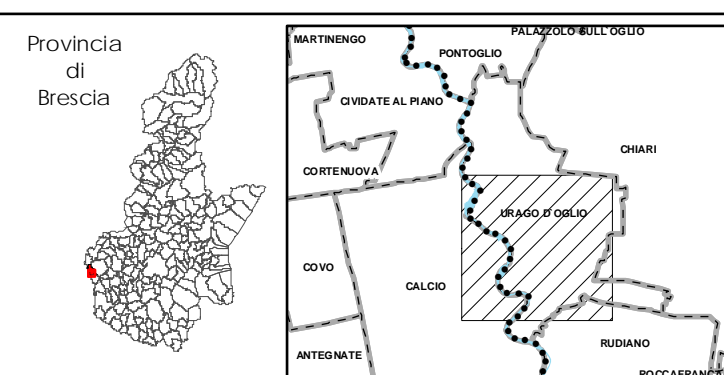 Provincia
di
Brescia
MARTINENGO
PALAZZOLO SULL'OGLIO
PONTOGLIO
CIVIDATE AL PIANO
CHIARI
CORTENUOVA
URAGO D'OGLIO
COVO
CALCIO
RUDIANO
ANTEGNATE
ROCCAFRANCA